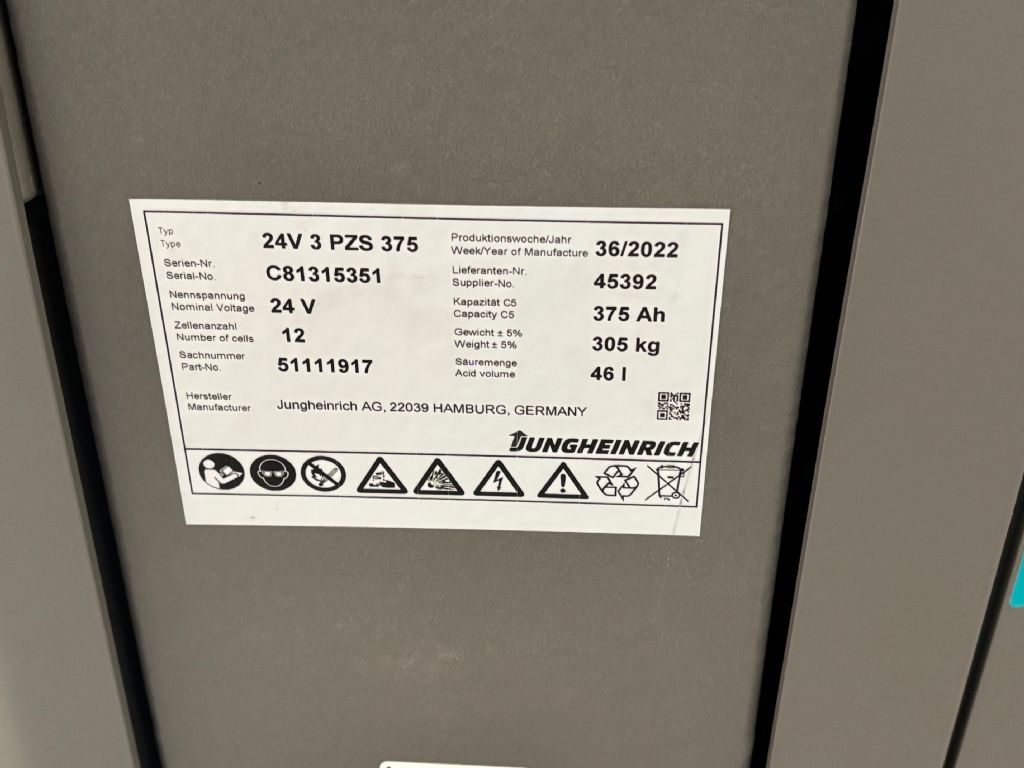 Typ
Type
24V 3 PZS 375
Produktionswoche/Jahr
Week/Year of Manufacture
36/2022
Serien-Nr.
Serial-No.
C81315351
Lieferanten-Nr.
Supplier-No.
45392
Nennspannung
Nominal Voltage
24 V
Kapazität C5
Capacity C5
375 Ah
Zellenanzahl
Number of cells
12
Gewicht ± 5%
Weight ± 5%
305 kg
Sachnummer
Part-No.
51111917
Säuremenge
Acid volume
46 l
Hersteller
Manufacturer
Jungheinrich AG, 22039 HAMBURG, GERMANY
JUNGHEINRICH